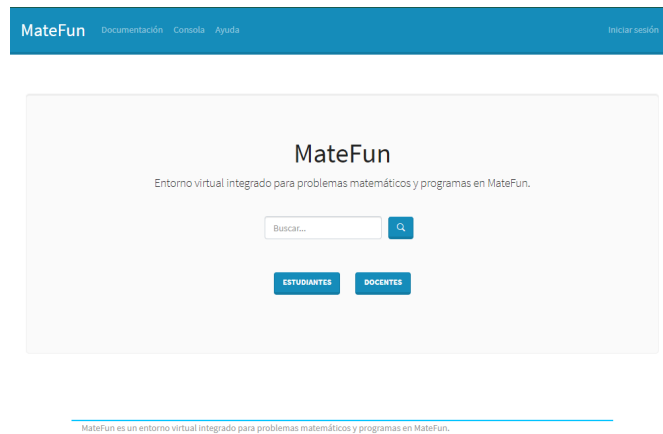 MateFun Documentación Consola Ayuda Iniciar sesión
MateFun
Entorno virtual integrado para problemas matemáticos y programas en MateFun.
Buscar...
ESTUDIANTES DOCENTES
MateFun es un entorno virtual integrado para problemas matemáticos y programas en MateFun.